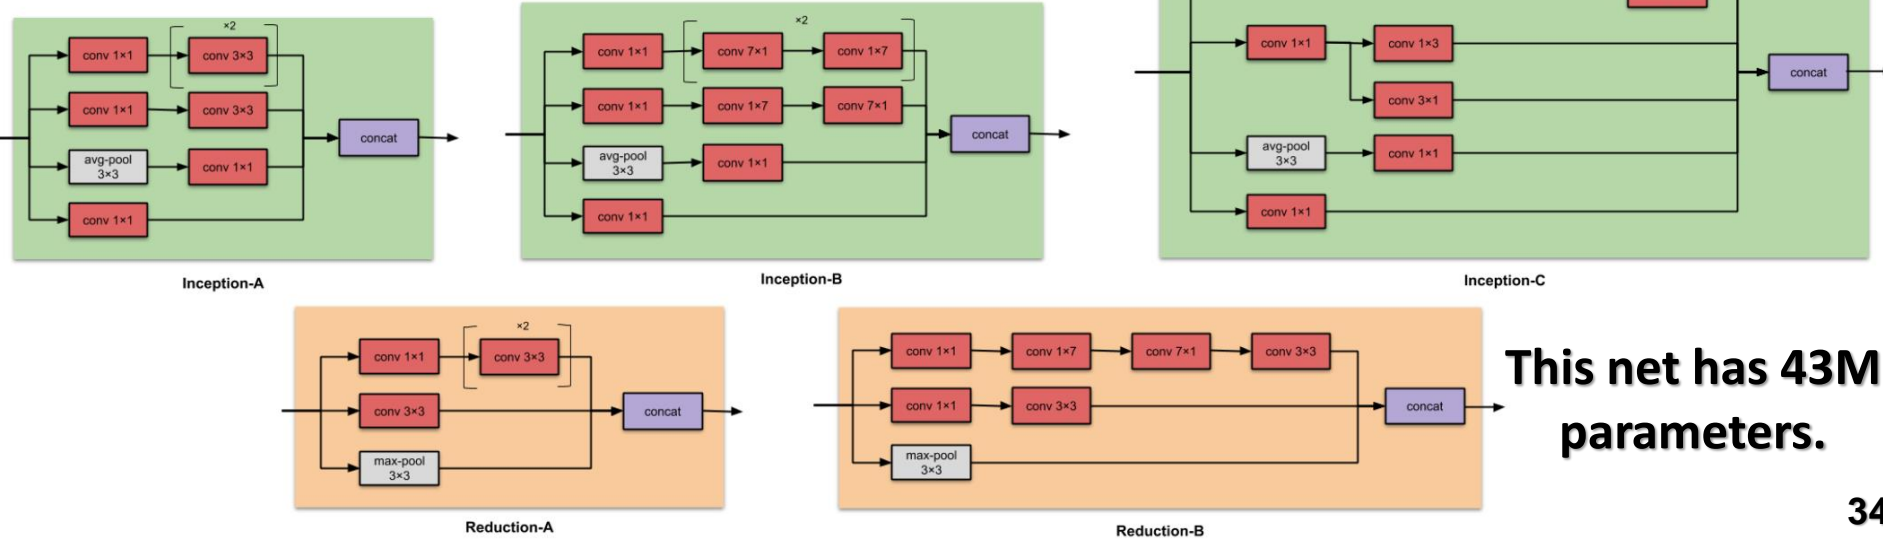 ×2
conv 1×1
conv 3×3
conv 1×1
conv 3×3
avg-pool
3×3
conv 1×1
conv 1×1
concat
Inception-A
×2
conv 1×1
conv 7×1
conv 1×7
conv 1×1
conv 1×7
conv 7×1
avg-pool
3×3
conv 1×1
conv 1×1
concat
Inception-B
conv 1×1
conv 1×3
conv 3×1
avg-pool
3×3
conv 1×1
conv 1×1
concat
Inception-C
×2
conv 1×1
conv 3×3
conv 3×3
max-pool
3×3
concat
Reduction-A
conv 1×1
conv 1×7
conv 7×1
conv 3×3
conv 1×1
conv 3×3
max-pool
3×3
concat
Reduction-B
This net has 43M
parameters.
34